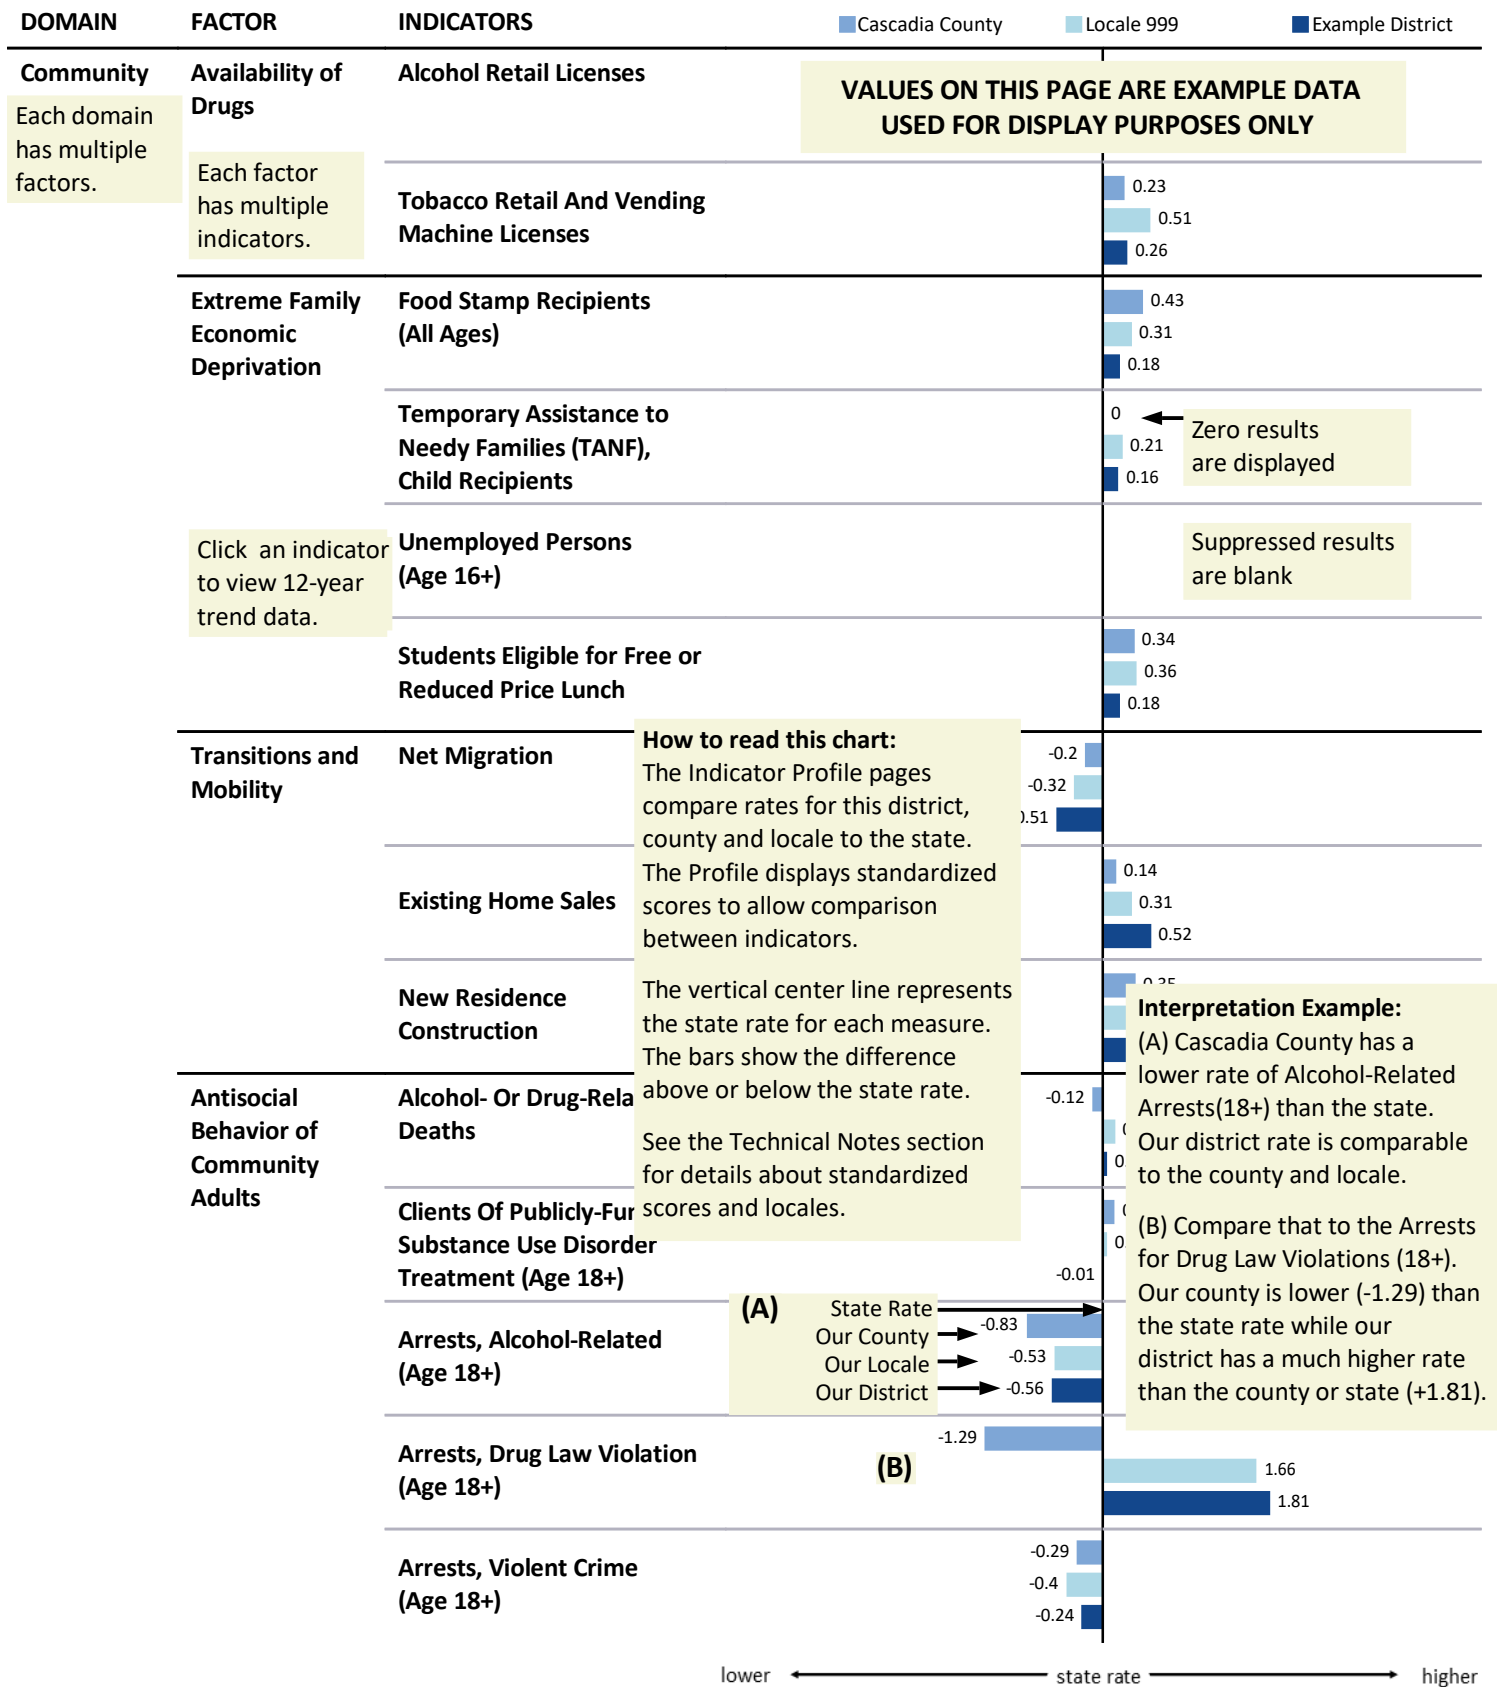 DOMAIN FACTOR INDICATORS Cascadia County Locale 999 Example District
Community
Each domain
has multiple
factors.
Availability of
Drugs
Each factor
has multiple
indicators.
Alcohol Retail Licenses
VALUES ON THIS PAGE ARE EXAMPLE DATA
USED FOR DISPLAY PURPOSES ONLY
Tobacco Retail And Vending
Machine Licenses
0.23
0.51
0.26
Extreme Family
Economic
Deprivation
Food Stamp Recipients
(All Ages)
0.43
0.31
0.18
Temporary Assistance to
Needy Families (TANF),
Child Recipients
0
0.21
0.16
Zero results
are displayed
Click an indicator
to view 12-year
trend data.
Unemployed Persons
(Age 16+)
Suppressed results
are blank
Students Eligible for Free or
Reduced Price Lunch
0.34
0.36
0.18
Transitions and
Mobility
Net Migration
-0.2
-0.32
.51
How to read this chart:
The Indicator Profile pages
compare rates for this district,
county and locale to the state.
The Profile displays standardized
scores to allow comparison
between indicators.
The vertical center line represents
the state rate for each measure.
The bars show the difference
above or below the state rate.
See the Technical Notes section
for details about standardized
scores and locales.
Existing Home Sales
0.14
0.31
0.52
New Residence
Construction
Interpretation Example:
(A) Cascadia County has a
lower rate of Alcohol-Related
Arrests(18+) than the state.
Our district rate is comparable
to the county and locale.
(B) Compare that to the Arrests
for Drug Law Violations (18+).
Our county is lower (-1.29) than
the state rate while our
district has a much higher rate
than the county or state (+1.81).
Antisocial
Behavior of
Community
Adults
Alcohol- Or Drug-Rela
Deaths
-0.12
0.
Clients Of Publicly-Fu
Substance Use Disorder
Treatment (Age 18+)
0.
-0.01
Arrests, Alcohol-Related
(Age 18+)
(A) State Rate
Our County
Our Locale
Our District
-0.83
-0.53
-0.56
Arrests, Drug Law Violation
(Age 18+)
(B)
-1.29
1.66
1.81
Arrests, Violent Crime
(Age 18+)
-0.29
-0.4
-0.24
lower state rate higher